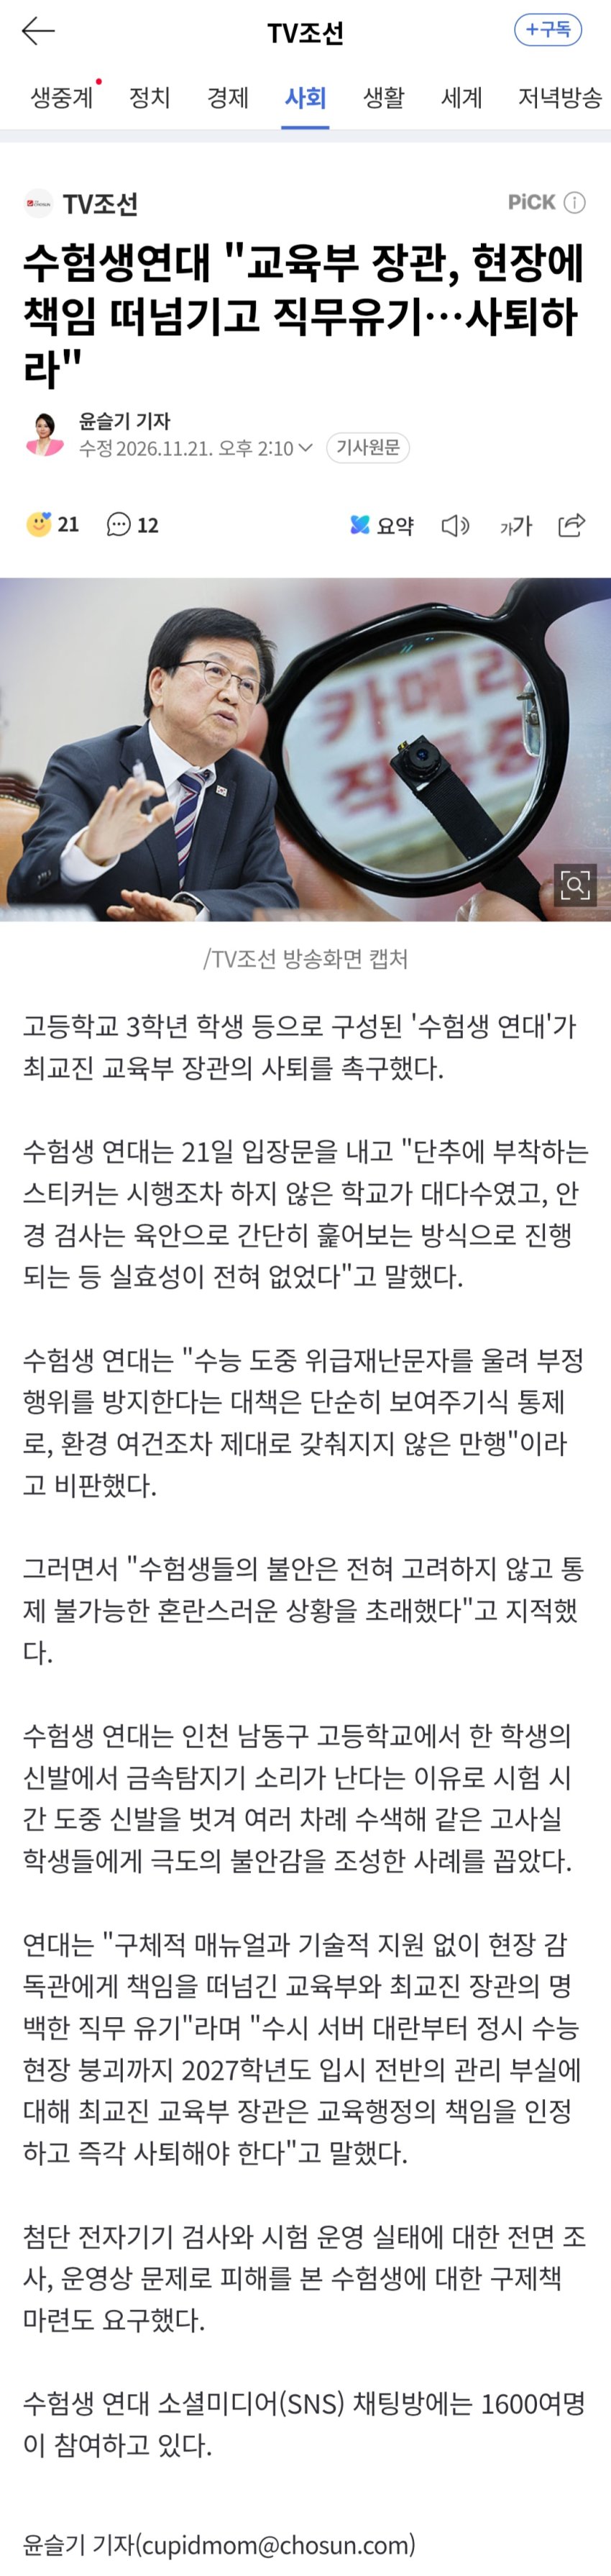 TV조선
+구독
생중계 정치 경제 사회 생활 세계 저녁방송
TV조선
PiCK
수험생연대 "교육부 장관, 현장에
책임 떠넘기고 직무유기…사퇴하
라"
윤슬기 기자
수정 2026.11.21. 오후 2:10
기사원문
21
12
요약
가가
카메라
작동중
/TV조선 방송화면 캡처
고등학교 3학년 학생 등으로 구성된 '수험생 연대'가
최교진 교육부 장관의 사퇴를 촉구했다.
수험생 연대는 21일 입장문을 내고 "단추에 부착하는
스티커는 시행조차 하지 않은 학교가 대다수였고, 안
경 검사는 육안으로 간단히 훑어보는 방식으로 진행
되는 등 실효성이 전혀 없었다"고 말했다.
수험생 연대는 "수능 도중 위급재난문자를 울려 부정
행위를 방지한다는 대책은 단순히 보여주기식 통제
로, 환경 여건조차 제대로 갖춰지지 않은 만행"이라
고 비판했다.
그러면서 "수험생들의 불안은 전혀 고려하지 않고 통
제 불가능한 혼란스러운 상황을 초래했다"고 지적했
다.
수험생 연대는 인천 남동구 고등학교에서 한 학생의
신발에서 금속탐지기 소리가 난다는 이유로 시험 시
간 도중 신발을 벗겨 여러 차례 수색해 같은 고사실
학생들에게 극도의 불안감을 조성한 사례를 꼽았다.
연대는 "구체적 매뉴얼과 기술적 지원 없이 현장 감
독관에게 책임을 떠넘긴 교육부와 최교진 장관의 명
백한 직무 유기"라며 "수시 서버 대란부터 정시 수능
현장 붕괴까지 2027학년도 입시 전반의 관리 부실에
대해 최교진 교육부 장관은 교육행정의 책임을 인정
하고 즉각 사퇴해야 한다"고 말했다.
첨단 전자기기 검사와 시험 운영 실태에 대한 전면 조
사, 운영상 문제로 피해를 본 수험생에 대한 구제책
마련도 요구했다.
수험생 연대 소셜미디어(SNS) 채팅방에는 1600여명
이 참여하고 있다.
윤슬기 기자(cupidmom@chosun.com)